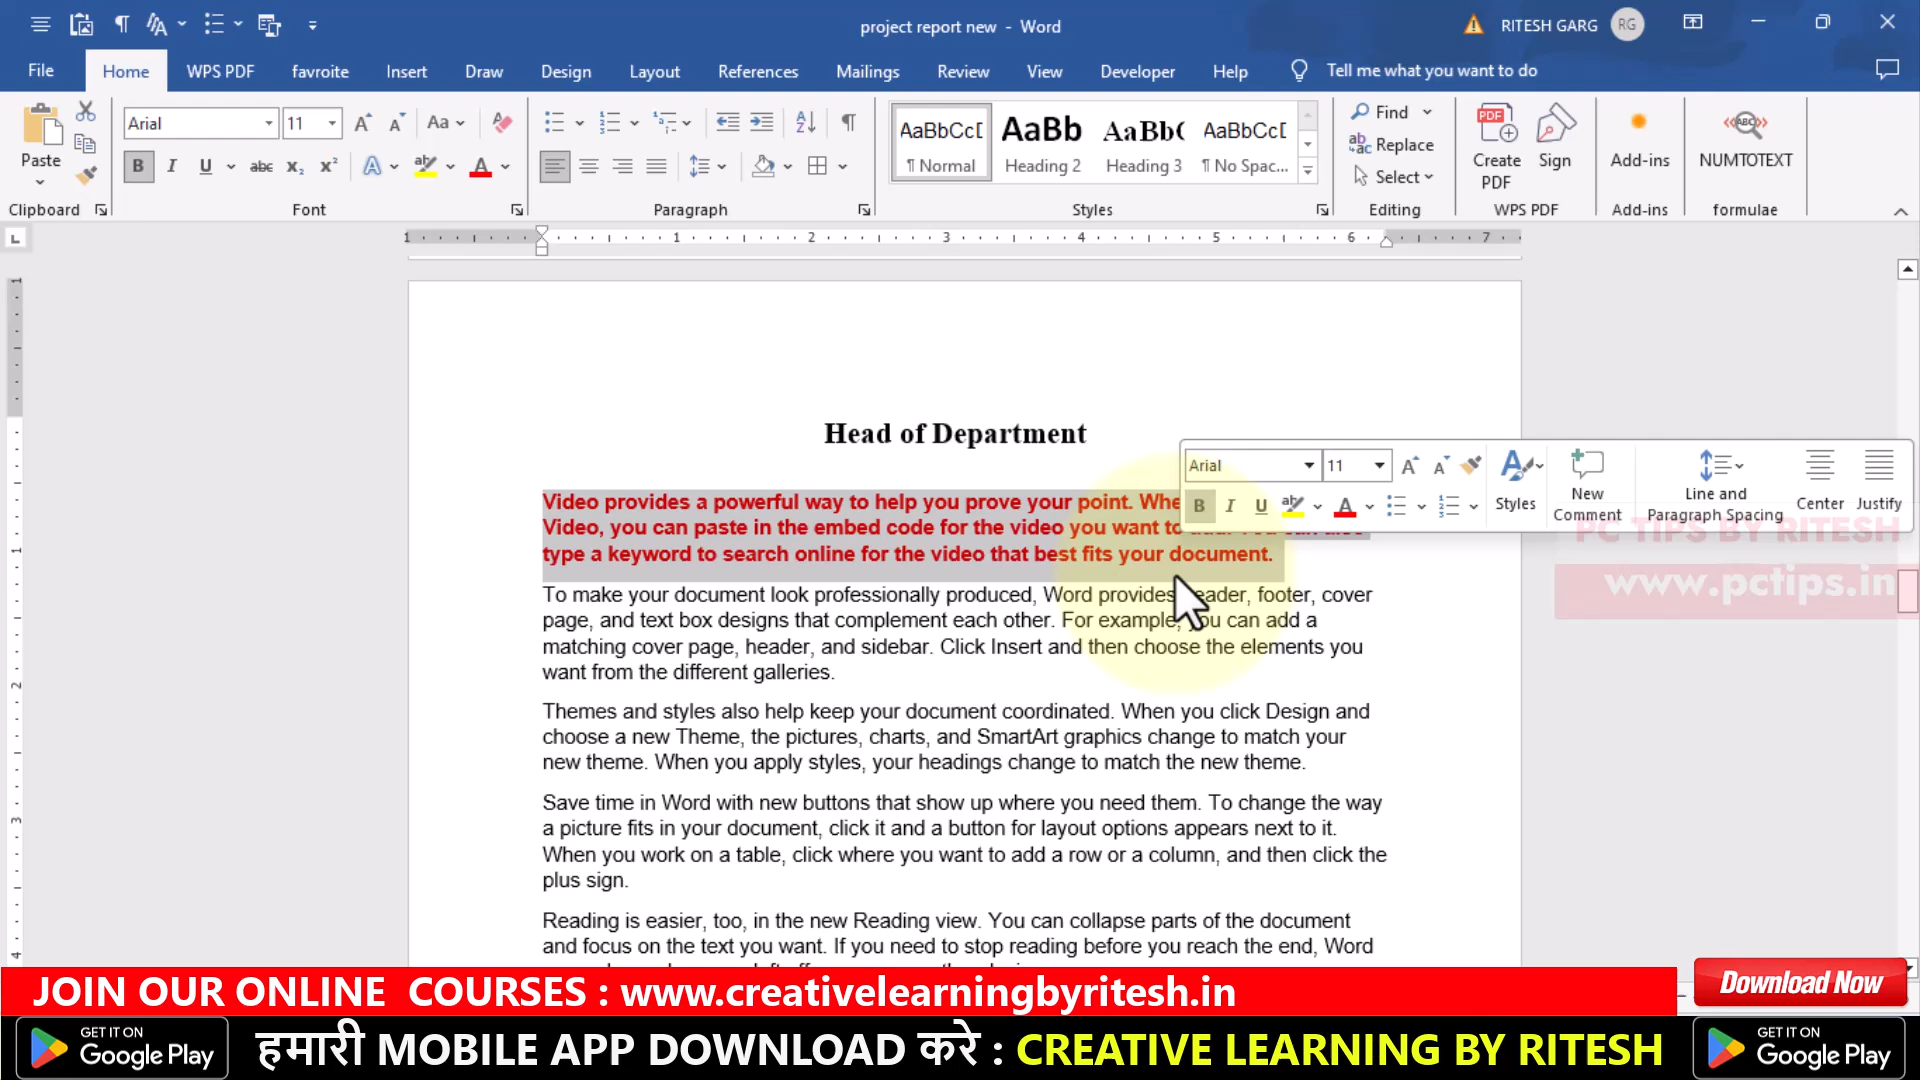 project report new - Word
RITESH GARG RG
File Home WPS PDF favroite Insert Draw Design Layout References Mailings Review View Developer Help Tell me what you want to do
Paste
Clipboard
Arial 11
Font
Paragraph
AaBbCcD AaBb AaBbC AaBbCcD
¶ Normal Heading 2 Heading 3 ¶ No Spac...
Styles
Find
Replace
Select
Editing
Create PDF
Sign
WPS PDF
Add-ins
Add-ins
NUMTOTEXT
formulae
1 1 2 3 4 5 6 7
Head of Department
Arial 11
Styles
New Comment
Line and Paragraph Spacing
Center
Justify
Video provides a powerful way to help you prove your point.
Video, you can paste in the embed code for the video you want to
type a keyword to search online for the video that best fits your document.
To make your document look professionally produced, Word provides header, footer, cover
page, and text box designs that complement each other. For example, you can add a
matching cover page, header, and sidebar. Click Insert and then choose the elements you
want from the different galleries.
Themes and styles also help keep your document coordinated. When you click Design and
choose a new Theme, the pictures, charts, and SmartArt graphics change to match your
new theme. When you apply styles, your headings change to match the new theme.
Save time in Word with new buttons that show up where you need them. To change the way
a picture fits in your document, click it and a button for layout options appears next to it.
When you work on a table, click where you want to add a row or a column, and then click the
plus sign.
Reading is easier, too, in the new Reading view. You can collapse parts of the document
and focus on the text you want. If you need to stop reading before you reach the end, Word
PC TIPS BY RITESH
www.pctips.in
JOIN OUR ONLINE COURSES : www.creativelearningbyritesh.in
Download Now
GET IT ON
Google Play
हमारी MOBILE APP DOWNLOAD करे : CREATIVE LEARNING BY RITESH
GET IT ON
Google Play